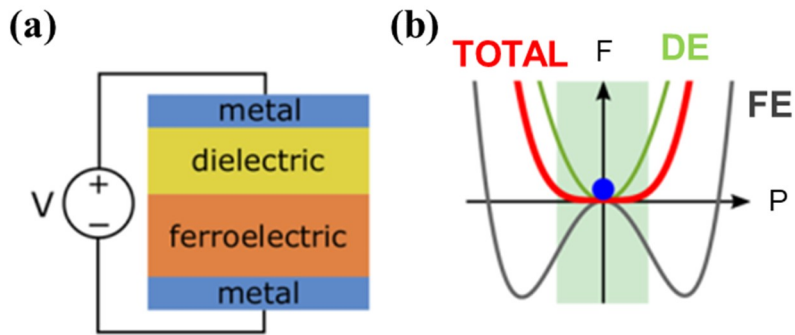 (a)
metal
dielectric
ferroelectric
metal
V
+
−
(b)
TOTAL
F
DE
FE
P